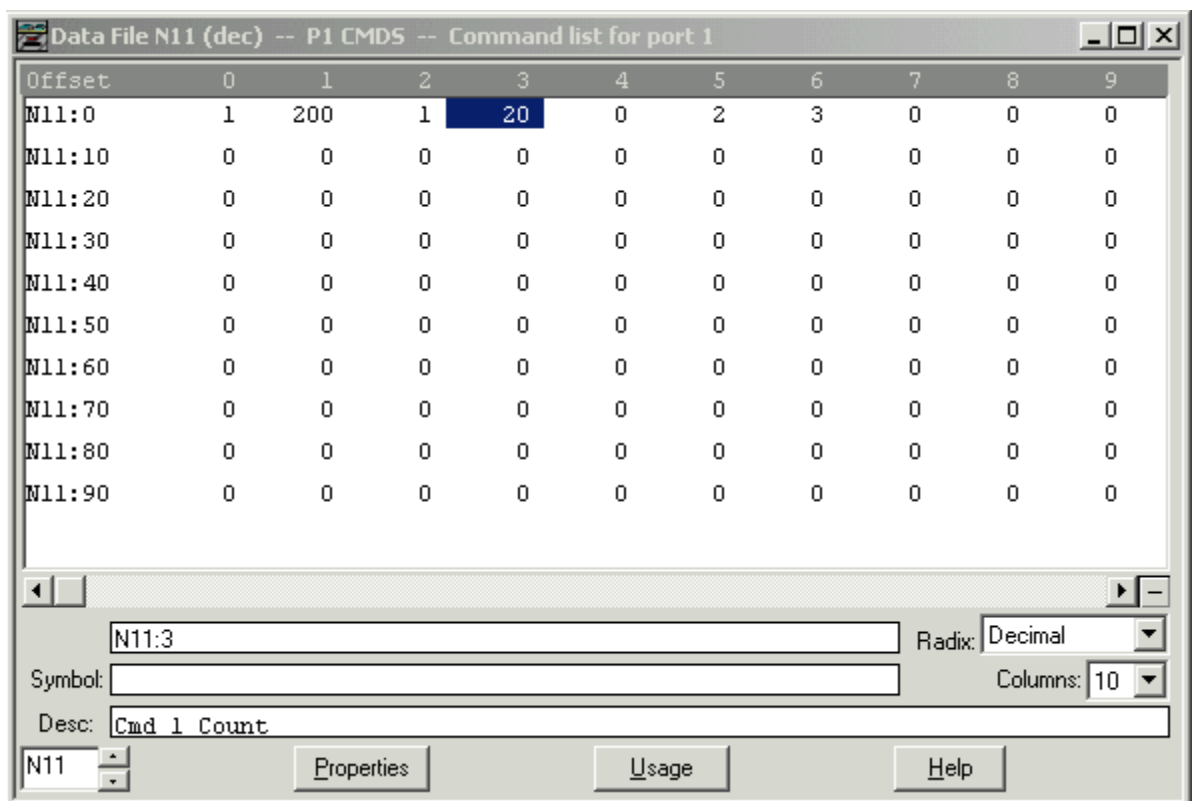 Data File N11 (dec) -- P1 CMDS -- Command list for port 1
Offset 0 1 2 3 4 5 6 7 8 9
N11:0 1 200 1 20 0 2 3 0 0 0
N11:10 0 0 0 0 0 0 0 0 0 0
N11:20 0 0 0 0 0 0 0 0 0 0
N11:30 0 0 0 0 0 0 0 0 0 0
N11:40 0 0 0 0 0 0 0 0 0 0
N11:50 0 0 0 0 0 0 0 0 0 0
N11:60 0 0 0 0 0 0 0 0 0 0
N11:70 0 0 0 0 0 0 0 0 0 0
N11:80 0 0 0 0 0 0 0 0 0 0
N11:90 0 0 0 0 0 0 0 0 0 0
N11:3 Radix: Decimal
Symbol: Columns: 10
Desc: Cmd 1 Count
N11 Properties Usage Help